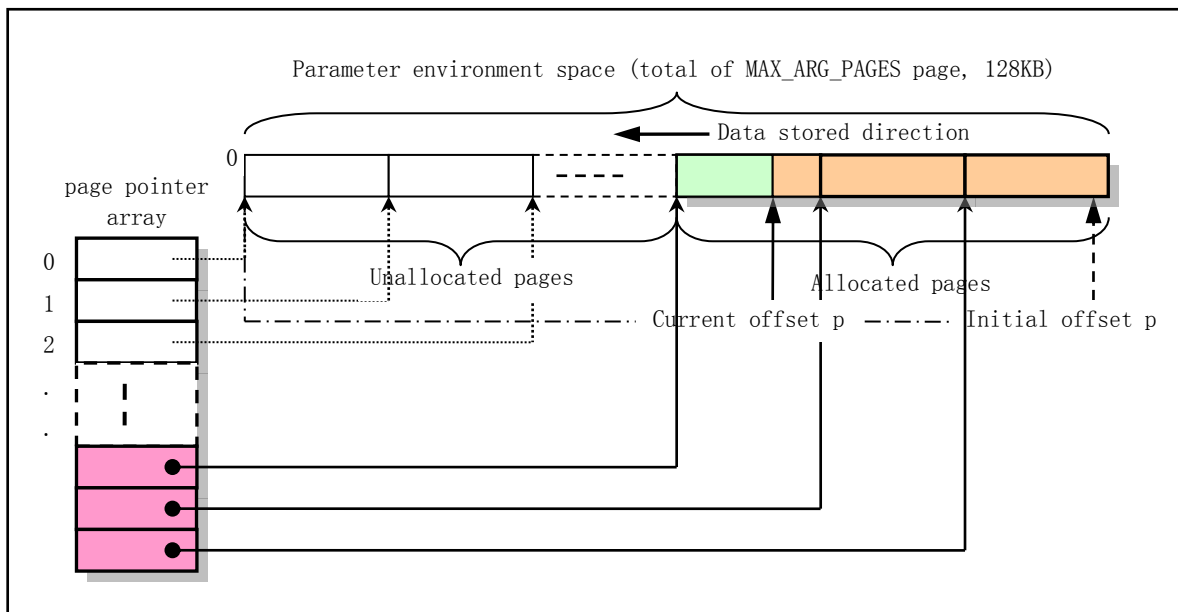 Parameter environment space (total of MAX_ARG_PAGES page, 128KB)
Data stored direction
0
page pointer
array
Unallocated pages
Allocated pages
0
1
2
.
.
Current offset p
Initial offset p